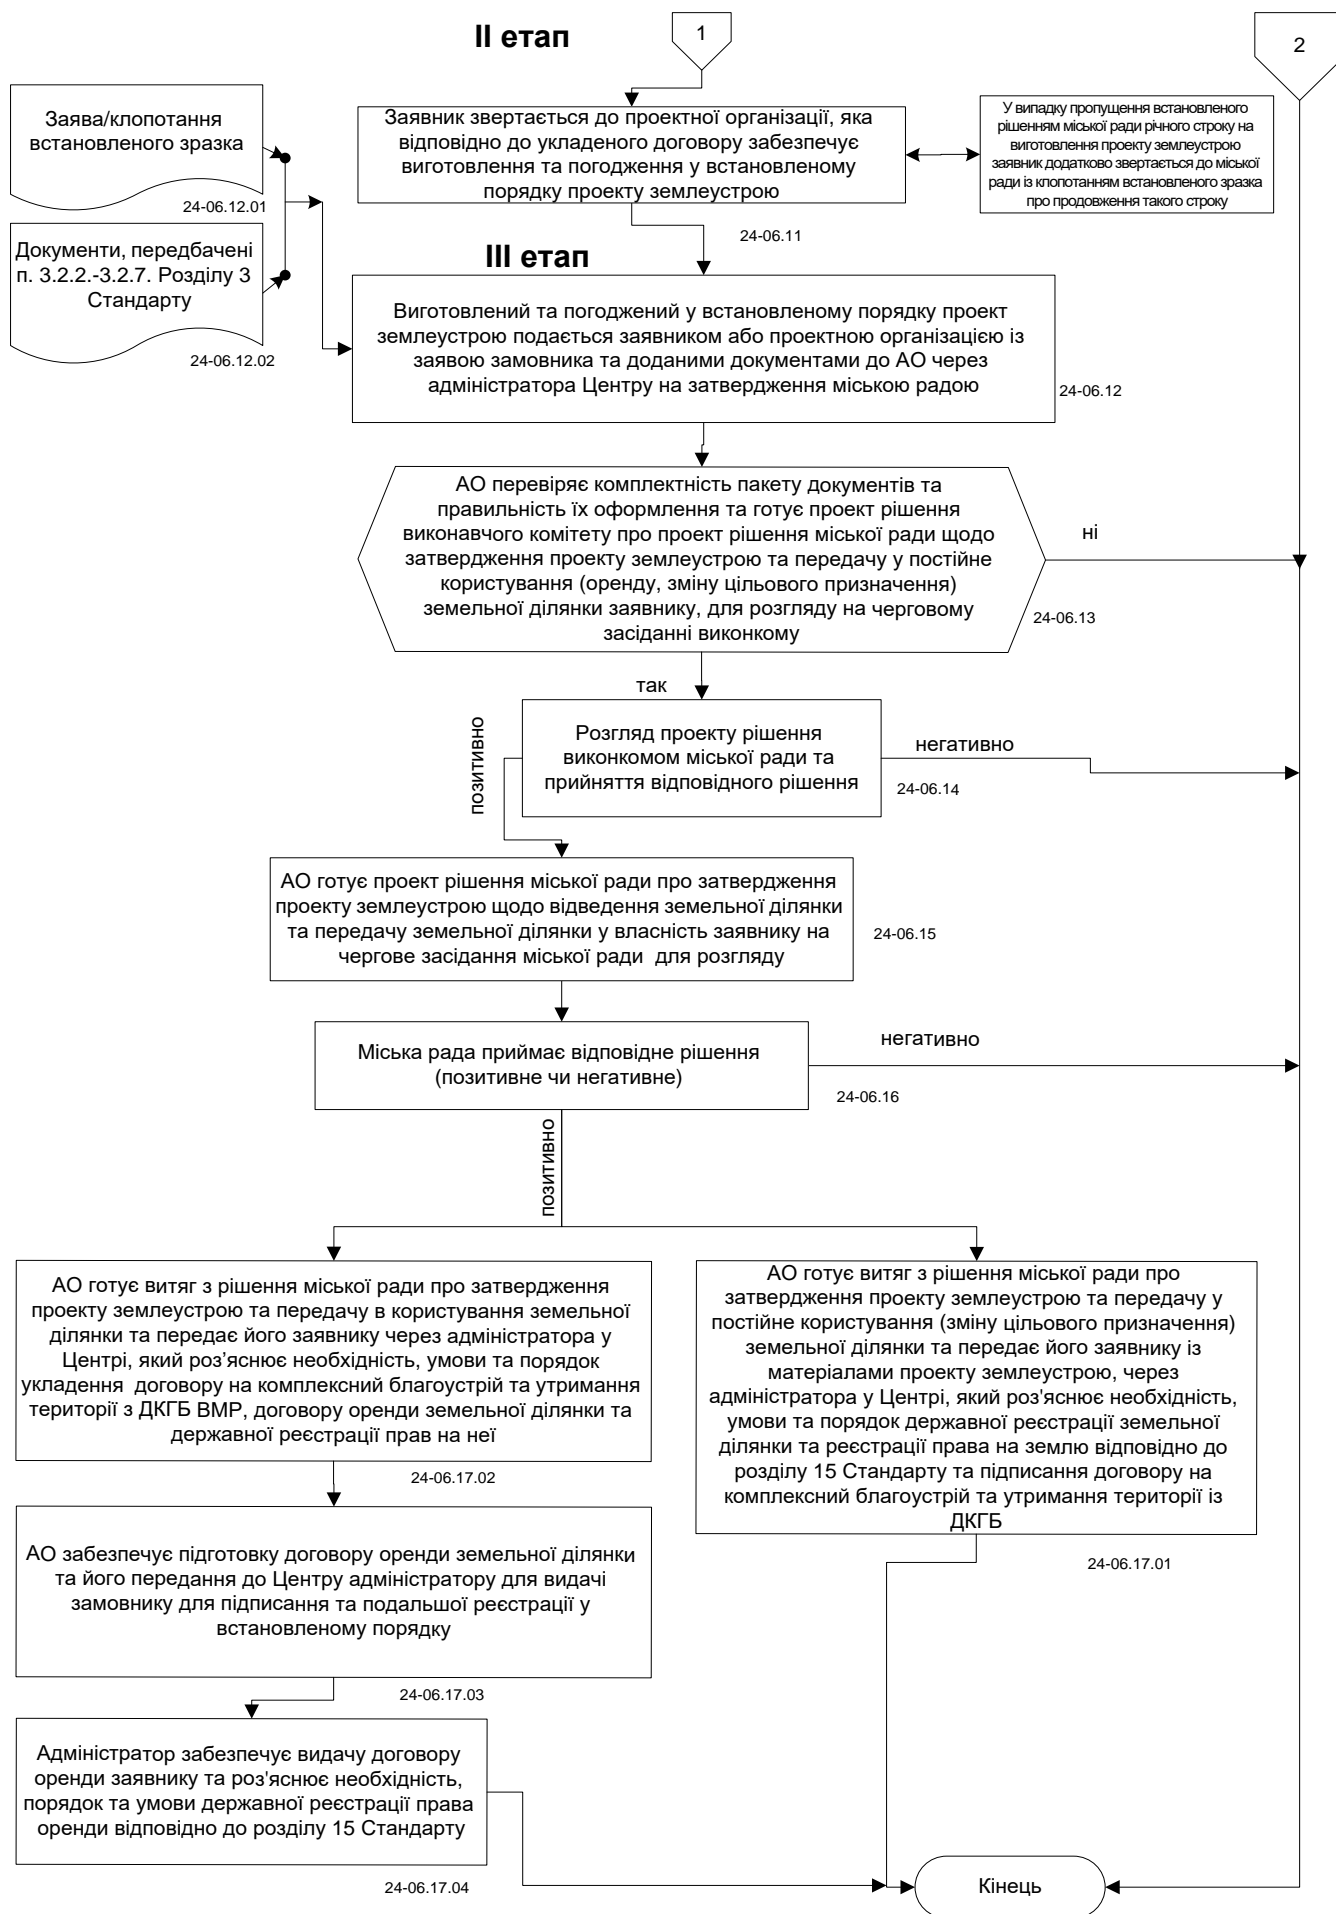 II етап
1
2
Заява/клопотання
встановленого зразка
24-06.12.01
Заявник звертається до проектної організації, яка
відповідно до укладеного договору забезпечує
виготовлення та погодження у встановленому
порядку проекту землеустрою
24-06.11
У випадку пропущення встановленого
рішенням міської ради річного строку на
виготовлення проекту землеустрою
заявник додатково звертається до міської
ради із клопотанням встановленого зразка
про продовження такого строку
Документи, передбачені
п. 3.2.2.-3.2.7. Розділу 3
Стандарту
24-06.12.02
III етап
Виготовлений та погоджений у встановленому порядку проект
землеустрою подається заявником або проектною організацією із
заявою замовника та доданими документами до АО через
адміністратора Центру на затвердження міською радою
24-06.12
АО перевіряє комплектність пакету документів та
правильність їх оформлення та готує проект рішення
виконавчого комітету про проект рішення міської ради щодо
затвердження проекту землеустрою та передачу у постійне
користування (оренду, зміну цільового призначення)
земельної ділянки заявнику, для розгляду на черговому
засіданні виконкому
ні
24-06.13
так
Розгляд проекту рішення
виконкомом міської ради та
прийняття відповідного рішення
позитивно
негативно
24-06.14
АО готує проект рішення міської ради про затвердження
проекту землеустрою щодо відведення земельної ділянки
та передачу земельної ділянки у власність заявнику на
чергове засідання міської ради  для розгляду
24-06.15
Міська рада приймає відповідне рішення
(позитивне чи негативне)
негативно
24-06.16
позитивно
АО готує витяг з рішення міської ради про затвердження
проекту землеустрою та передачу в користування земельної
ділянки та передає його заявнику через адміністратора у
Центрі, який роз’яснює необхідність, умови та порядок
укладення  договору на комплексний благоустрій та утримання
території з ДКГБ ВМР, договору оренди земельної ділянки та
державної реєстрації прав на неї
24-06.17.02
АО готує витяг з рішення міської ради про
затвердження проекту землеустрою та передачу у
постійне користування (зміну цільового призначення)
земельної ділянки та передає його заявнику із
матеріалами проекту землеустрою, через
адміністратора у Центрі, який роз'яснює необхідність,
умови та порядок державної реєстрації земельної
ділянки та реєстрації права на землю відповідно до
розділу 15 Стандарту та підписання договору на
комплексний благоустрій та утримання території із
ДКГБ
24-06.17.01
АО забезпечує підготовку договору оренди земельної ділянки
та його передання до Центру адміністратору для видачі
замовнику для підписання та подальшої реєстрації у
встановленому порядку
24-06.17.03
Адміністратор забезпечує видачу договору
оренди заявнику та роз'яснює необхідність,
порядок та умови державної реєстрації права
оренди відповідно до розділу 15 Стандарту
24-06.17.04
Кінець